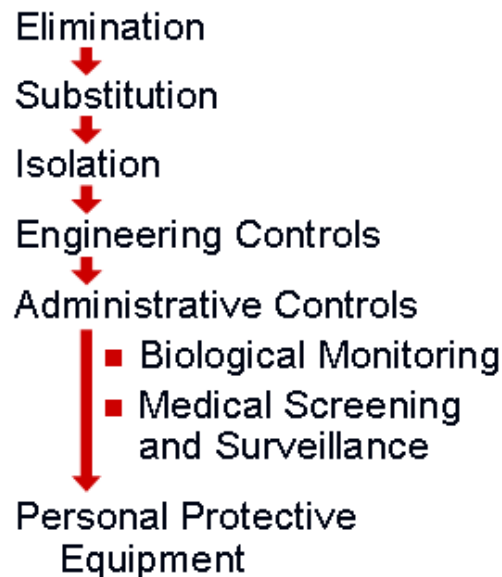 Elimination
Substitution
Isolation
Engineering Controls
Administrative Controls
Biological Monitoring
Medical Screening
and Surveillance
Personal Protective
Equipment